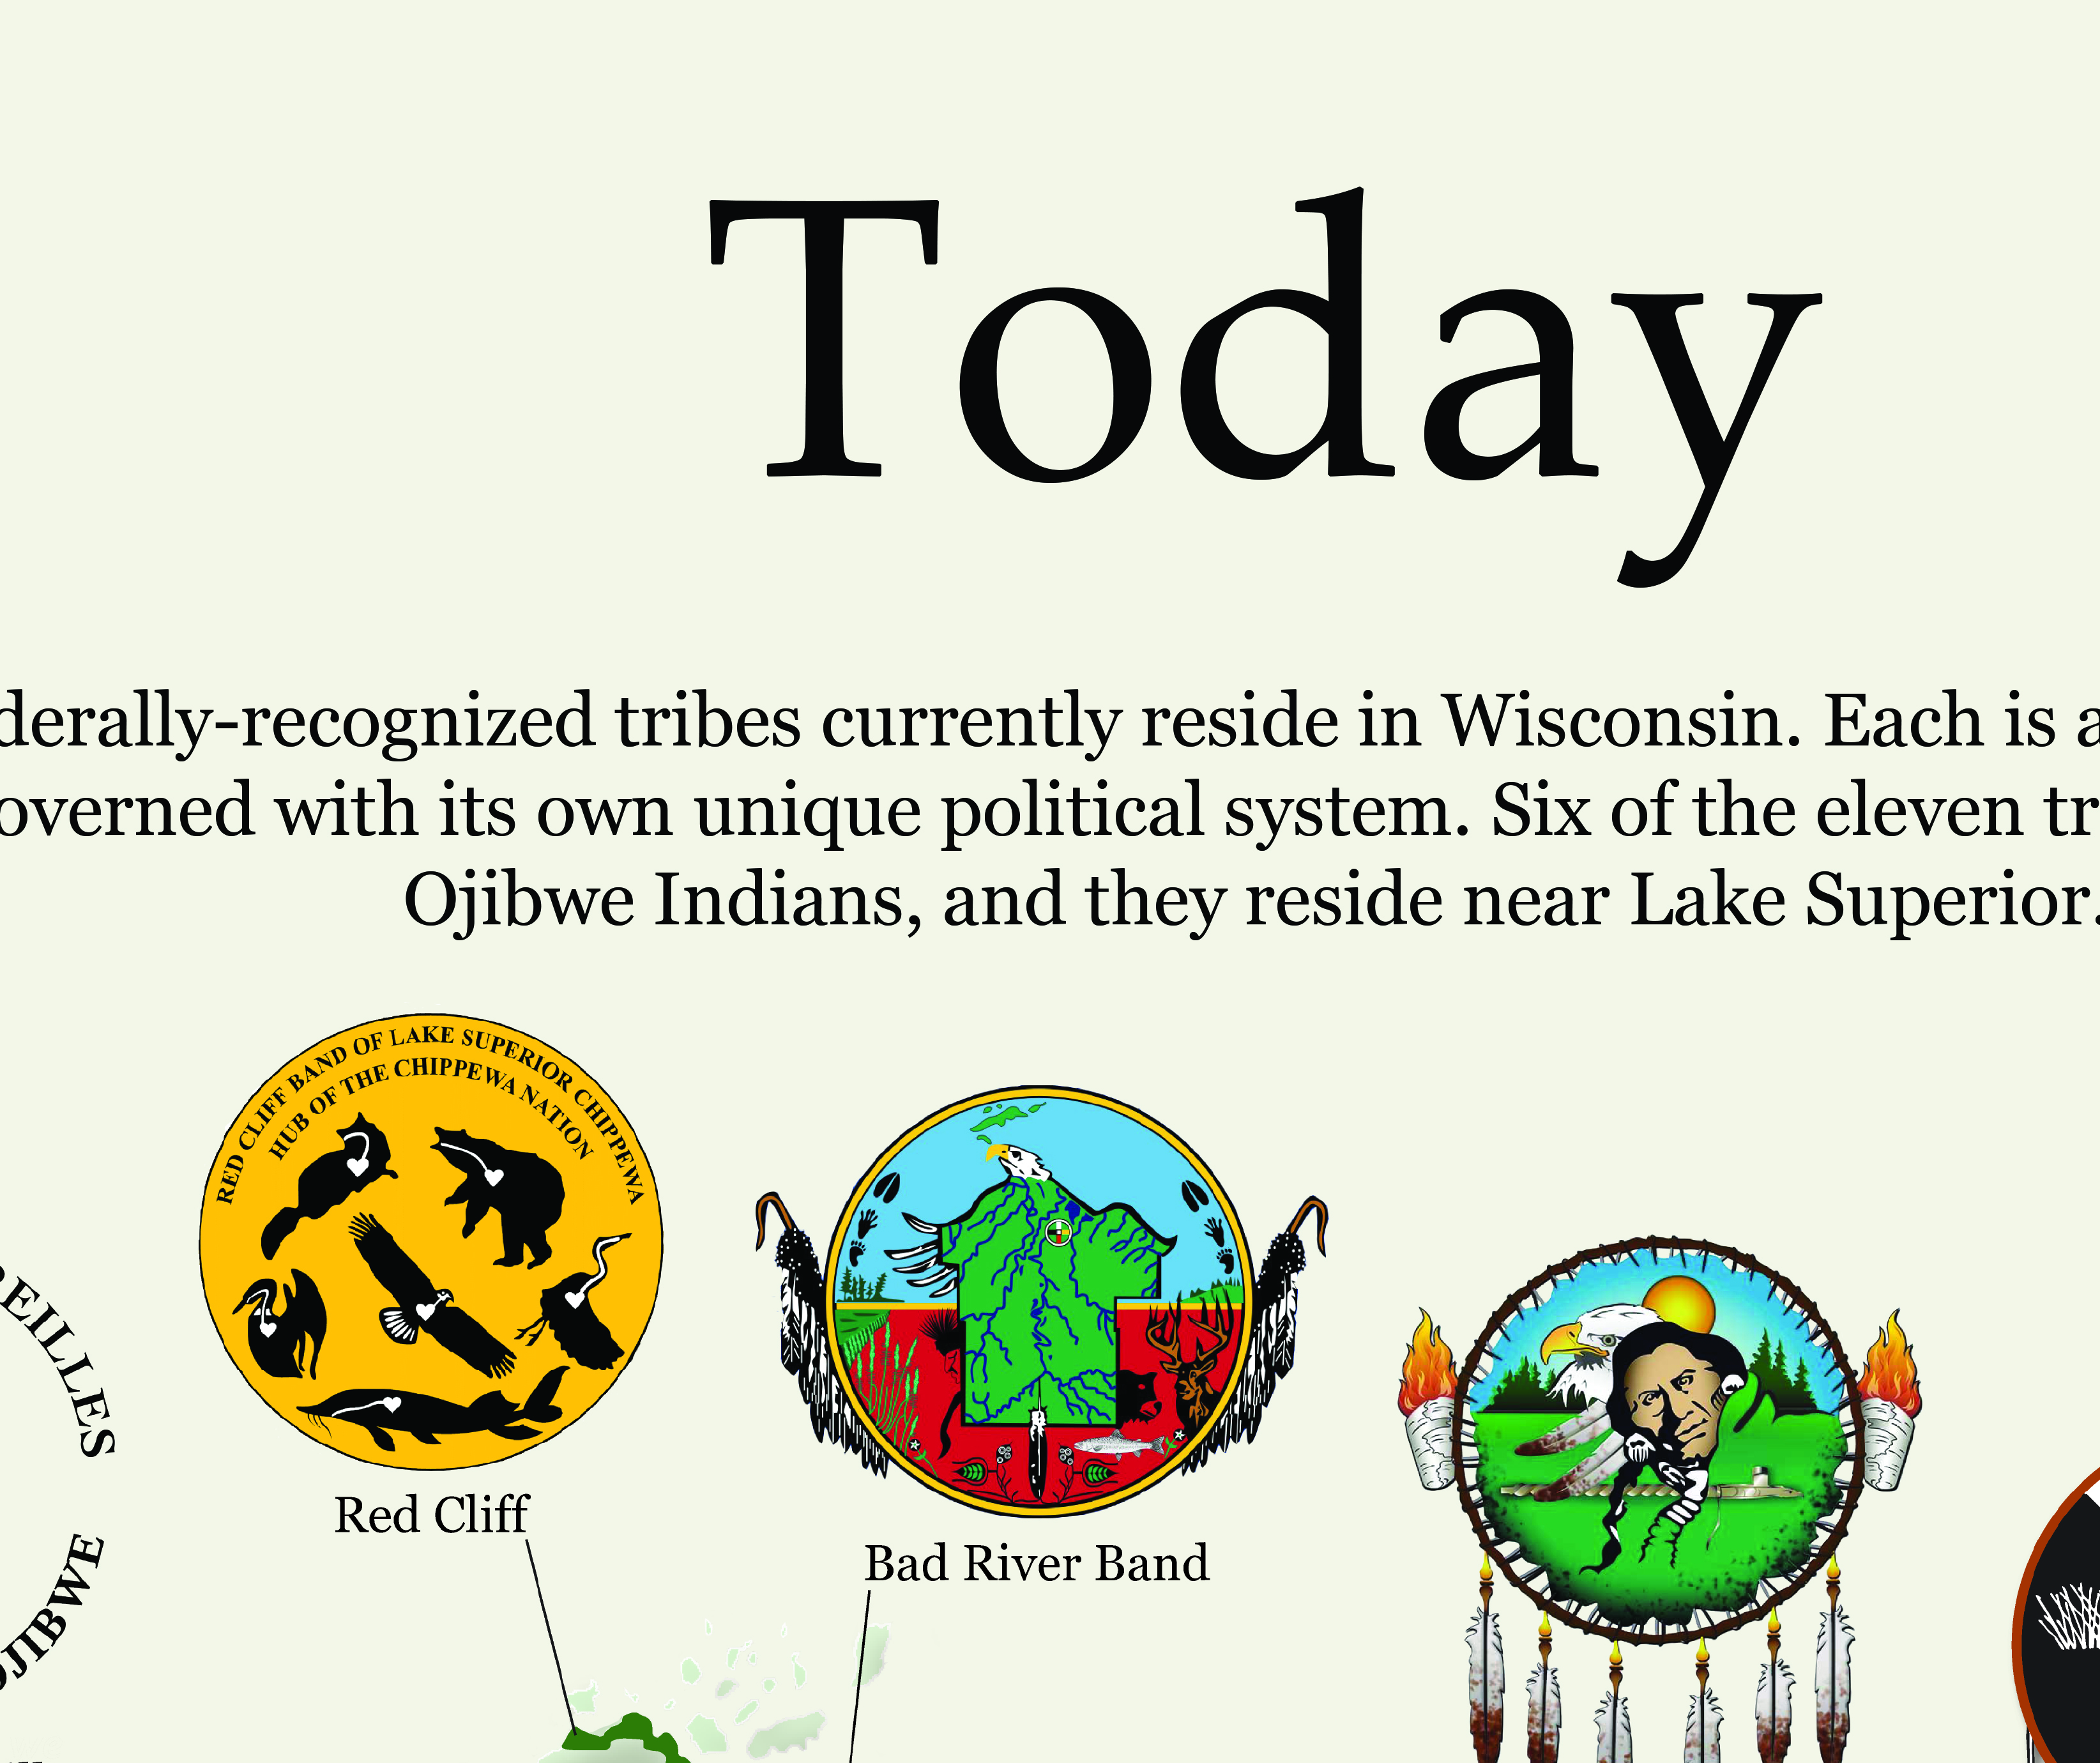 Today
derally-recognized tribes currently reside in Wisconsin. Each is a
overned with its own unique political system. Six of the eleven tr
Ojibwe Indians, and they reside near Lake Superior.
RED CLIFF BAND OF LAKE SUPERIOR CHIPPEWA
HUB OF THE CHIPPEWA NATION
REILLES
OJIBWE
Red Cliff
Bad River Band